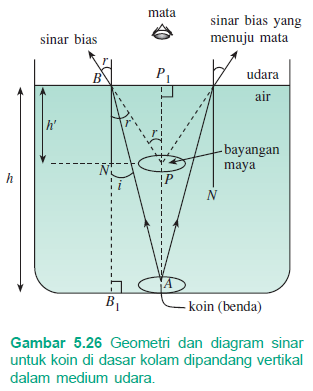 mata
sinar bias
sinar bias yang
menuju mata
r
B
P1
udara
air
r
r
h'
h
bayangan
maya
N
i
P
N
A
B1
koin (benda)
Gambar 5.26 Geometri dan diagram sinar
untuk koin di dasar kolam dipandang vertikal
dalam medium udara.